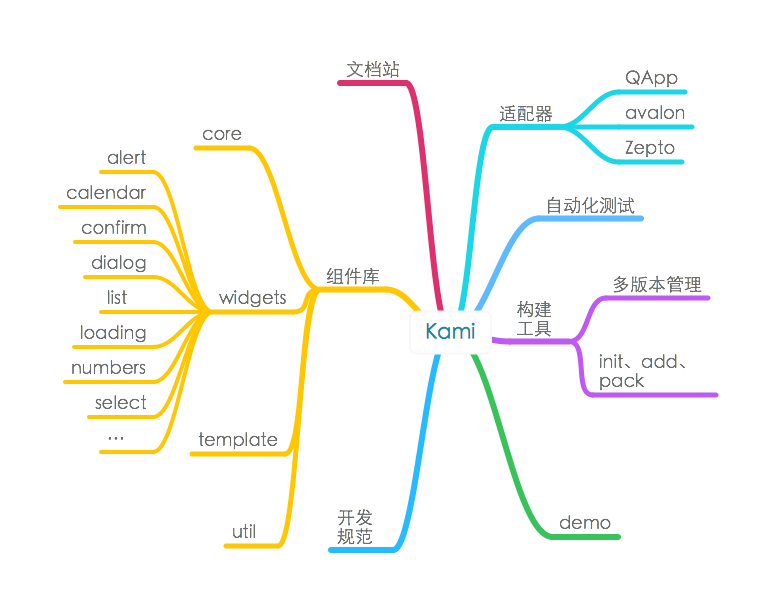 文档站
QApp
适配器
avalon
Zepto
core
alert
calendar
confirm
dialog
list
loading
numbers
select
...
widgets
组件库
template
util
Kami
自动化测试
构建
工具
多版本管理
init、add、
pack
开发
规范
demo